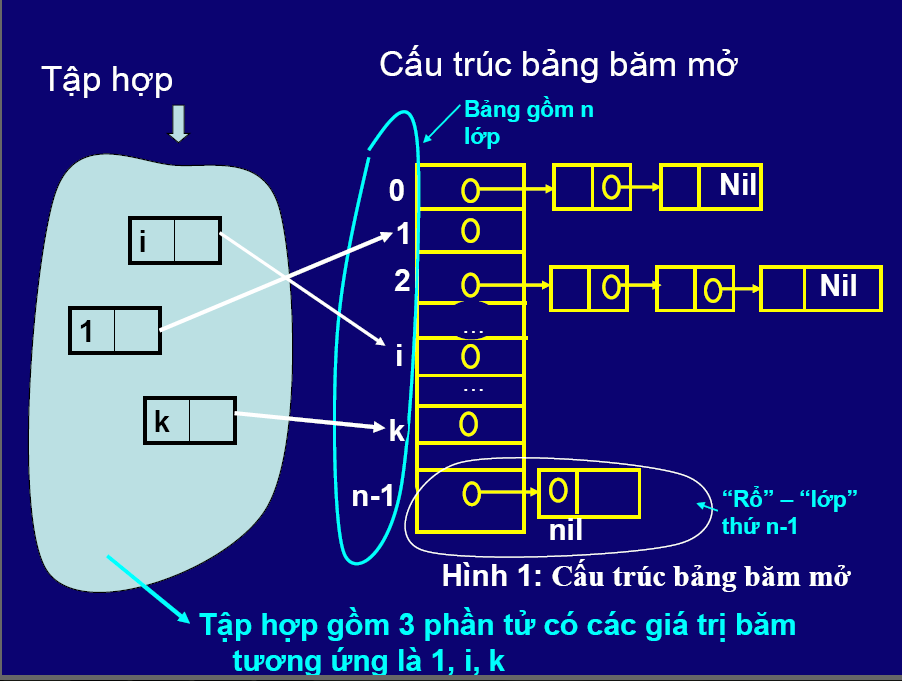 Tập hợp
Cấu trúc bảng băm mở
Bảng gồm n
lớp
0
Nil
i
1
2
Nil
1
...
i
...
k
k
n-1
nil
“Rổ” – “lớp”
thứ n-1
Hình 1: Cấu trúc bảng băm mở
Tập hợp gồm 3 phần tử có các giá trị băm
tương ứng là 1, i, k